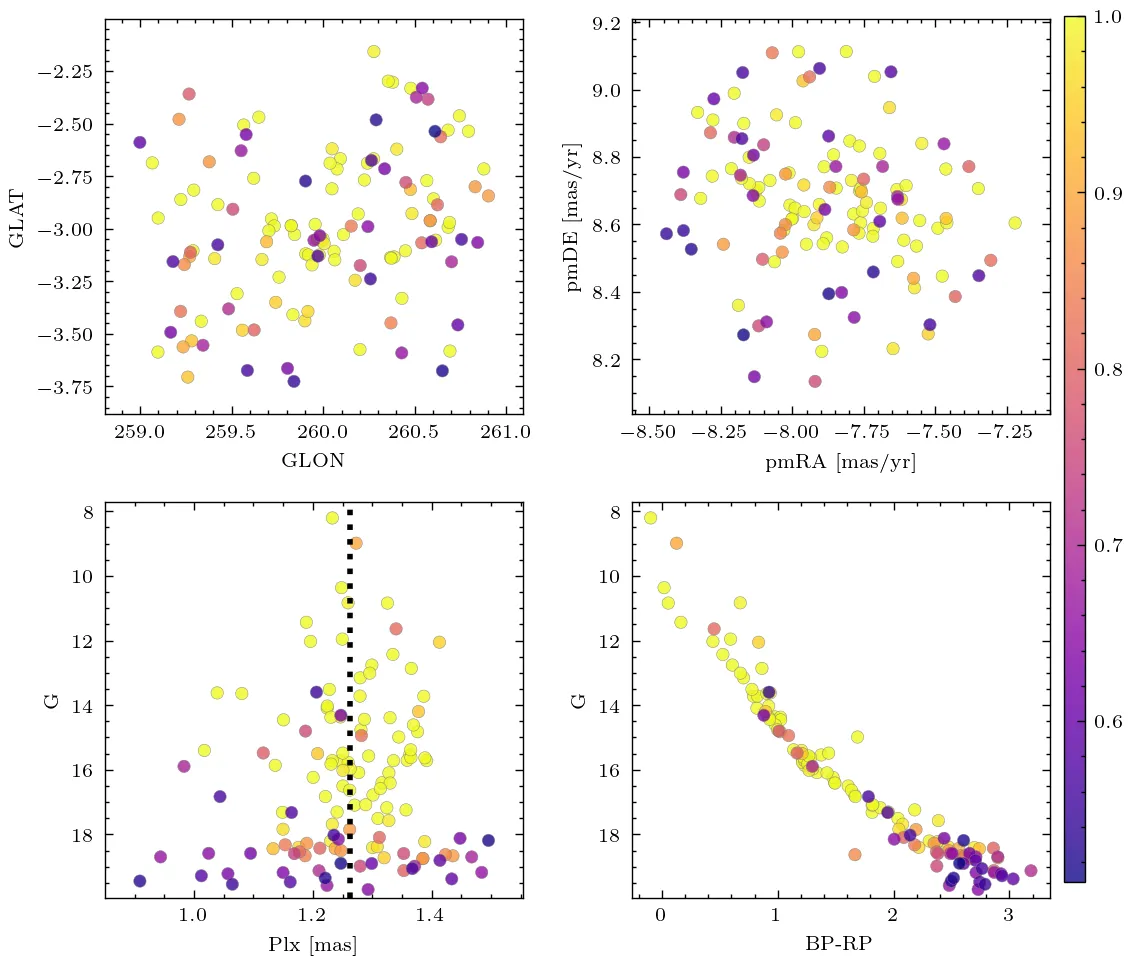 −2.25
−2.50
−2.75
−3.00
−3.25
−3.50
−3.75
GLAT
259.0 259.5 260.0 260.5 261.0
GLON
9.2
9.0
8.8
8.6
8.4
8.2
pmDE [mas/yr]
−8.50 −8.25 −8.00 −7.75 −7.50 −7.25
pmRA [mas/yr]
8
10
12
14
16
18
G
1.0 1.2 1.4
Plx [mas]
8
10
12
14
16
18
G
0 1 2 3
BP-RP
1.0
0.9
0.8
0.7
0.6